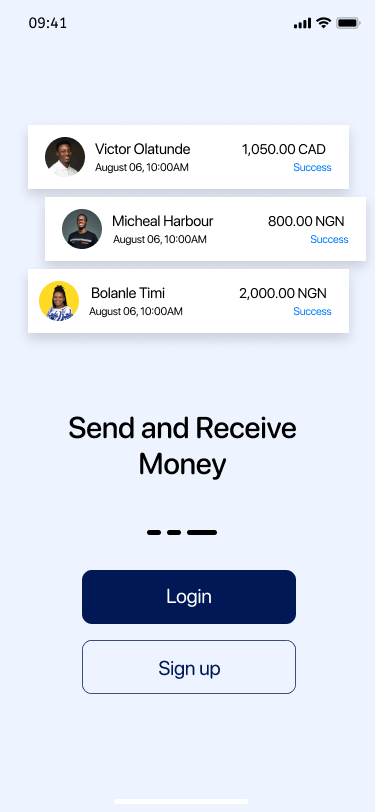 09:41
Victor Olatunde 1,050.00 CAD
August 06, 10:00AM Success
Micheal Harbour 800.00 NGN
August 06, 10:00AM Success
Bolanle Timi 2,000.00 NGN
August 06, 10:00AM Success
Send and Receive
Money
Login
Sign up